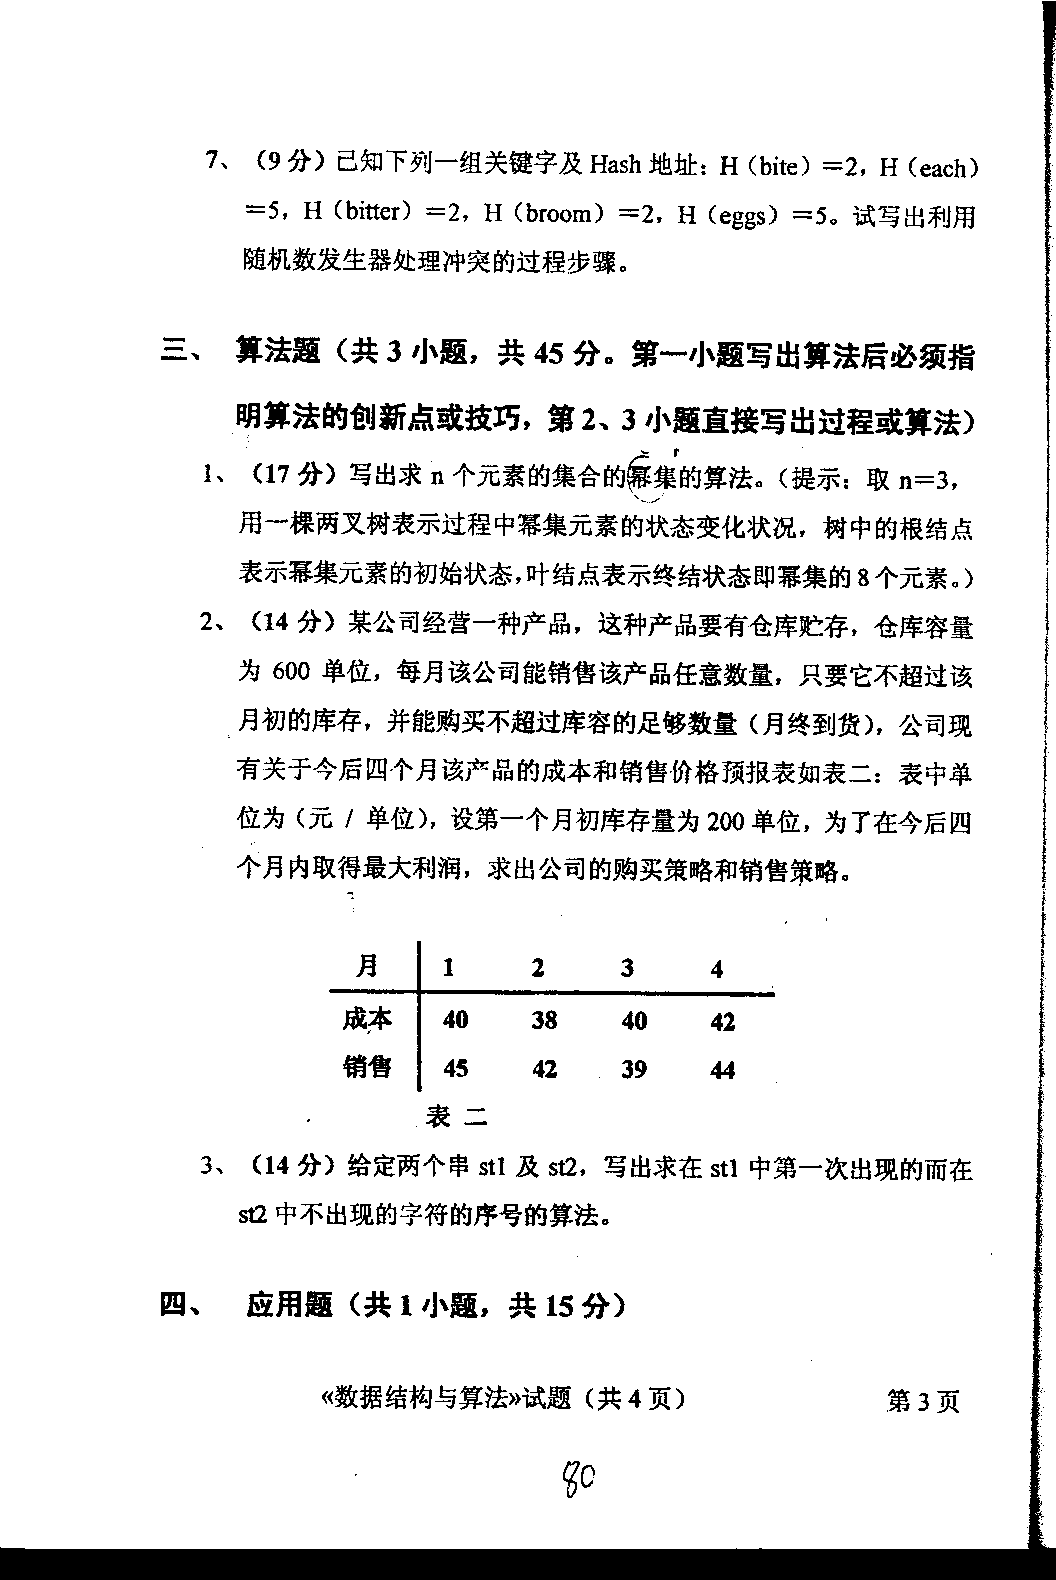 7、（9 分）已知下列一组关键字及 Hash 地址：H（bite）＝2，H（each）
＝5，H（bitter）＝2，H（broom）＝2，H（eggs）＝5。试写出利用
随机数发生器处理冲突的过程步骤。
三、 算法题（共 3 小题，共 45 分。第一小题写出算法后必须指
明算法的创新点或技巧，第 2、3 小题直接写出过程或算法）
1、（17 分）写出求 n 个元素的集合的幂集的算法。（提示：取 n＝3，
用一棵两叉树表示过程中幂集元素的状态变化状况，树中的根结点
表示幂集元素的初始状态，叶结点表示终结状态即幂集的 8 个元素。）
2、（14 分）某公司经营一种产品，这种产品要有仓库贮存，仓库容量
为 600 单位，每月该公司能销售该产品任意数量，只要它不超过该
月初的库存，并能购买不超过库容的足够数量（月终到货），公司现
有关于今后四个月该产品的成本和销售价格预报表如表二：表中单
位为（元 / 单位），设第一个月初库存量为 200 单位，为了在今后四
个月内取得最大利润，求出公司的购买策略和销售策略。
月 1 2 3 4
成本 40 38 40 42
销售 45 42 39 44
表 二
3、（14 分）给定两个串 st1 及 st2，写出求在 st1 中第一次出现的而在
st2 中不出现的字符的序号的算法。
四、 应用题（共 1 小题，共 15 分）
《数据结构与算法》试题（共 4 页） 第 3 页
80